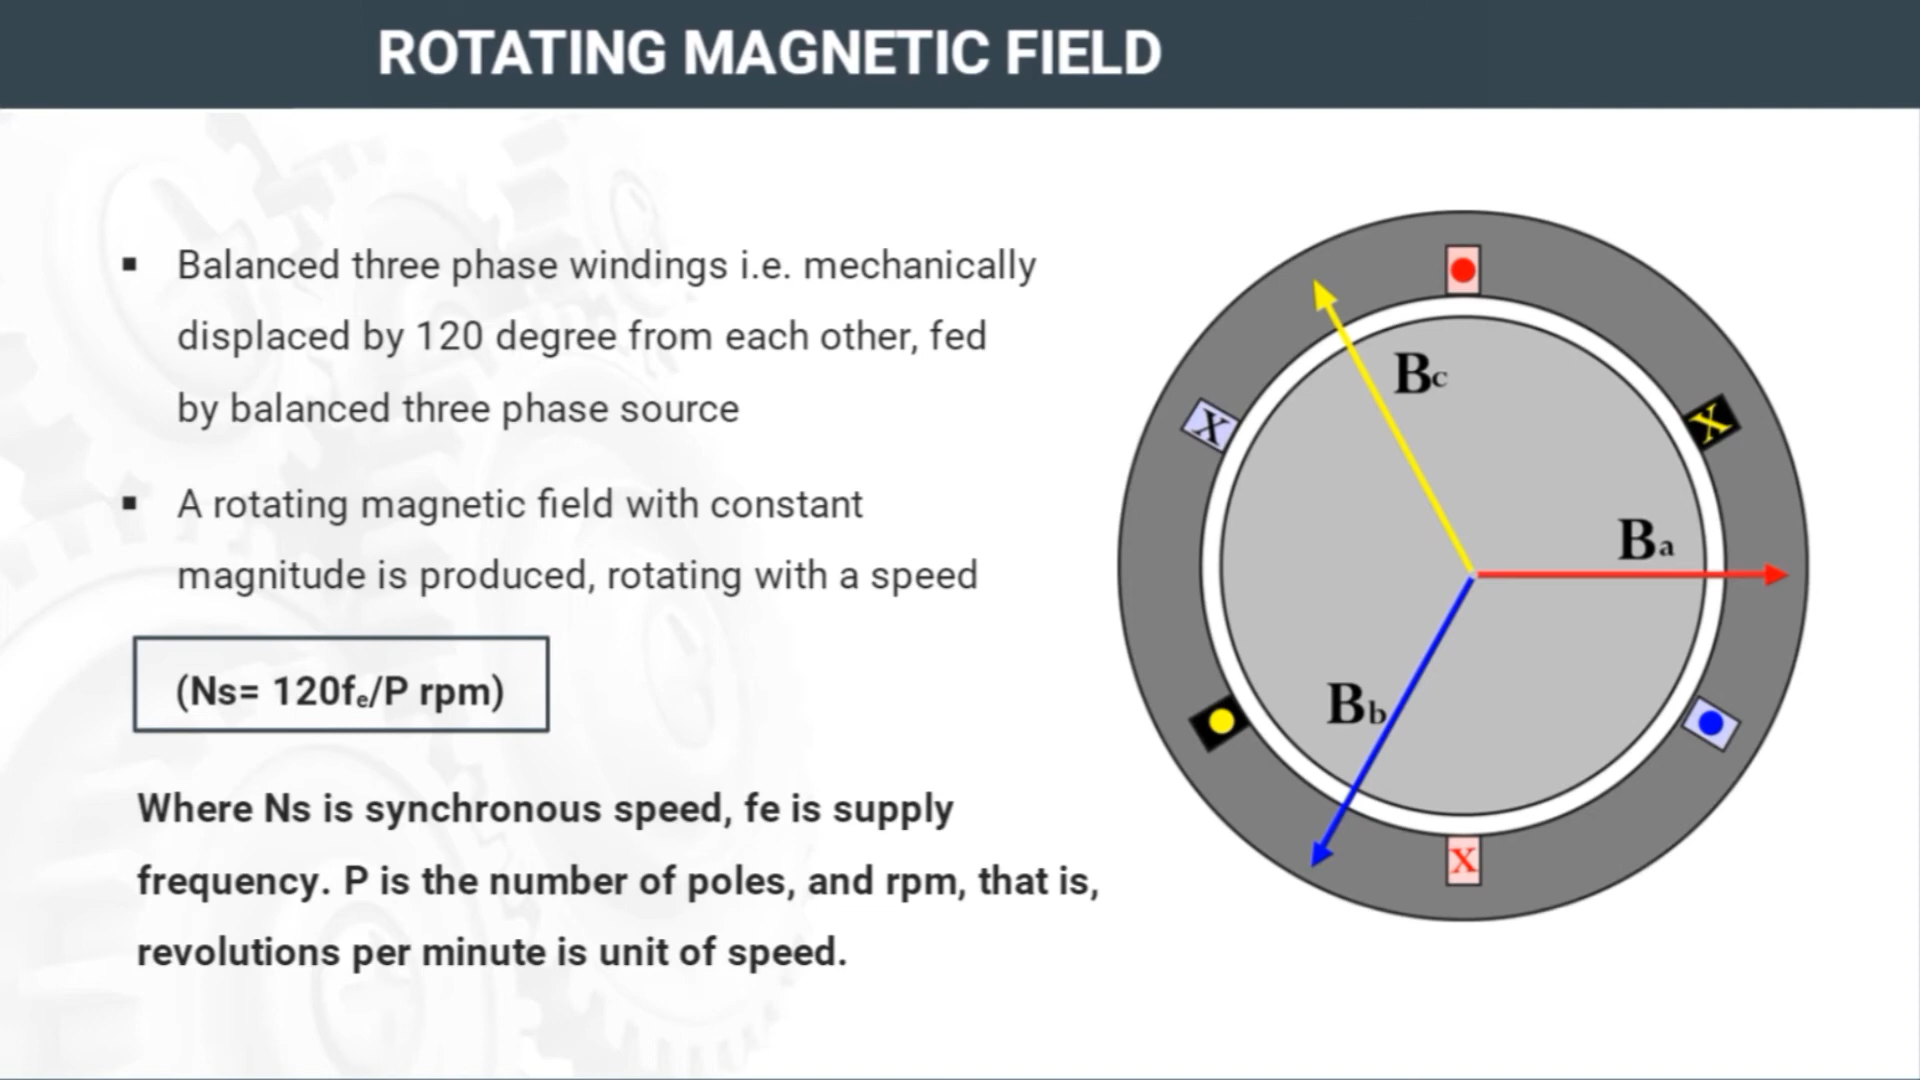 ROTATING MAGNETIC FIELD
▪ Balanced three phase windings i.e. mechanically
displaced by 120 degree from each other, fed
by balanced three phase source
▪ A rotating magnetic field with constant
magnitude is produced, rotating with a speed
(Ns= 120fₑ/P rpm)
Where Ns is synchronous speed, fe is supply
frequency. P is the number of poles, and rpm, that is,
revolutions per minute is unit of speed.
Bc
X
X
Ba
Bb
X